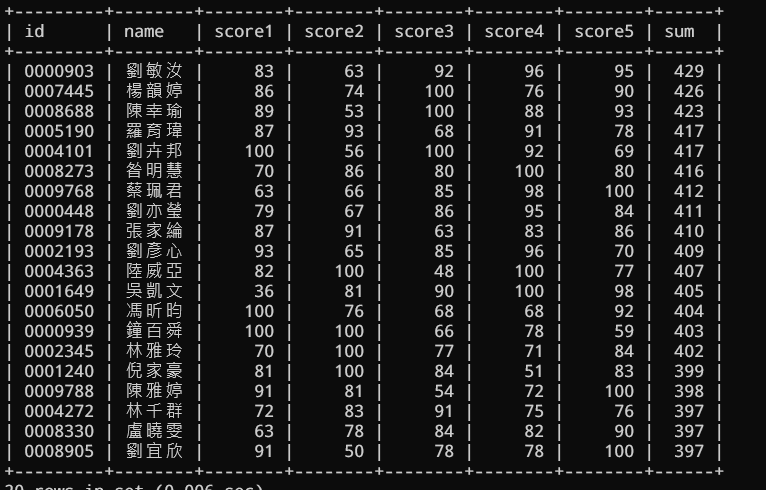 +---------+--------+--------+--------+--------+--------+--------+------+
| id | name | score1 | score2 | score3 | score4 | score5 | sum |
+---------+--------+--------+--------+--------+--------+--------+------+
| 0000903 | 劉敏汝 | 83 | 63 | 92 | 96 | 95 | 429 |
| 0007445 | 楊韻婷 | 86 | 74 | 100 | 76 | 90 | 426 |
| 0008688 | 陳幸瑜 | 89 | 53 | 100 | 88 | 93 | 423 |
| 0005190 | 羅育瑋 | 87 | 93 | 68 | 91 | 78 | 417 |
| 0004101 | 劉卉邦 | 100 | 56 | 100 | 92 | 69 | 417 |
| 0008273 | 昝明慧 | 70 | 86 | 80 | 100 | 80 | 416 |
| 0009768 | 蔡珮君 | 63 | 66 | 85 | 98 | 100 | 412 |
| 0000448 | 劉亦瑩 | 79 | 67 | 86 | 95 | 84 | 411 |
| 0009178 | 張家綸 | 87 | 91 | 63 | 83 | 86 | 410 |
| 0002193 | 劉彥心 | 93 | 65 | 85 | 96 | 70 | 409 |
| 0004363 | 陸威亞 | 82 | 100 | 48 | 100 | 77 | 407 |
| 0001649 | 吳凱文 | 36 | 81 | 90 | 100 | 98 | 405 |
| 0006050 | 馮昕昀 | 100 | 76 | 68 | 68 | 92 | 404 |
| 0000939 | 鐘百舜 | 100 | 100 | 66 | 78 | 59 | 403 |
| 0002345 | 林雅玲 | 70 | 100 | 77 | 71 | 84 | 402 |
| 0001240 | 倪家豪 | 81 | 100 | 84 | 51 | 83 | 399 |
| 0009788 | 陳雅婷 | 91 | 81 | 54 | 72 | 100 | 398 |
| 0004272 | 林千群 | 72 | 83 | 91 | 75 | 76 | 397 |
| 0008330 | 盧曉雯 | 63 | 78 | 84 | 82 | 90 | 397 |
| 0008905 | 劉宜欣 | 91 | 50 | 78 | 78 | 100 | 397 |
+---------+--------+--------+--------+--------+--------+--------+------+
20 rows in set (0.006 sec)